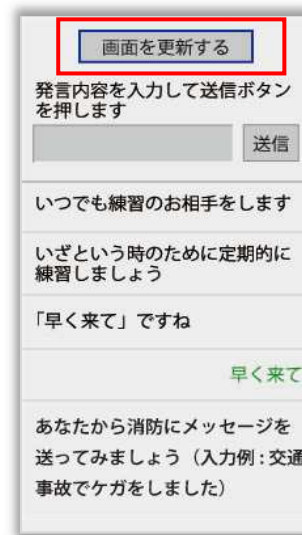 画面を更新する
発言内容を入力して送信ボタン
を押します
送信
いつでも練習のお相手をします
いざという時のために定期的に
練習しましょう
「早く来て」ですね
早く来て
あなたから消防にメッセージを
送ってみましょう（入力例：交通
事故でケガをしました）